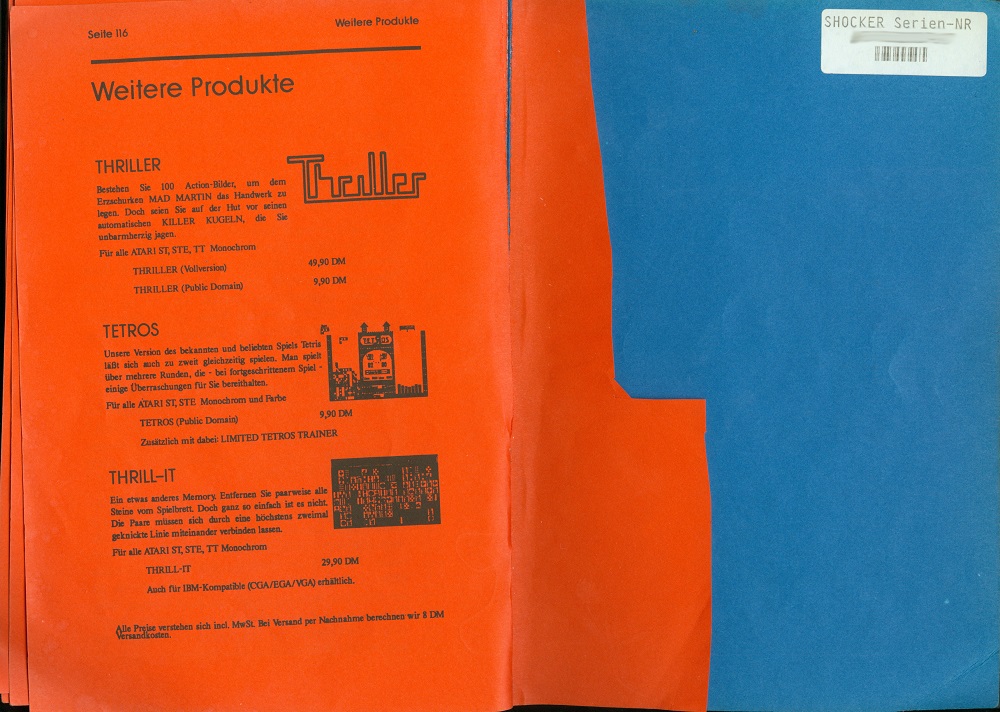 Seite 116
Weitere Produkte
Weitere Produkte
THRILLER
Thriller
Bestehen Sie 100 Action-Bilder, um dem
Erzschurken MAD MARTIN das Handwerk zu
legen. Doch seien Sie auf der Hut vor seinen
automatischen KILLER KUGELN, die Sie
unbarmherzig jagen.
Für alle ATARI ST, STE, TT Monochrom
THRILLER (Vollversion) 49,90 DM
THRILLER (Public Domain) 9,90 DM
TETROS
Unsere Version des bekannten und beliebten Spiels Tetris
läßt sich auch zu zweit gleichzeitig spielen. Man spielt
über mehrere Runden, die - bei fortgeschrittenem Spiel -
einige Überraschungen für Sie bereithalten.
Für alle ATARI ST, STE Monochrom und Farbe
TETROS (Public Domain) 9,90 DM
Zusätzlich mit dabei: LIMITED TETROS TRAINER
THRILL-IT
Ein etwas anderes Memory. Entfernen Sie paarweise alle
Steine vom Spielbrett. Doch ganz so einfach ist es nicht.
Die Paare müssen sich durch eine höchstens zweimal
geknickte Linie miteinander verbinden lassen.
Für alle ATARI ST, STE, TT Monochrom
THRILL-IT 29,90 DM
Auch für IBM-Kompatible (CGA/EGA/VGA) erhältlich.
Alle Preise verstehen sich incl. MwSt. Bei Versand per Nachnahme berechnen wir 8 DM
Versandkosten.
SHOCKER Serien-NR